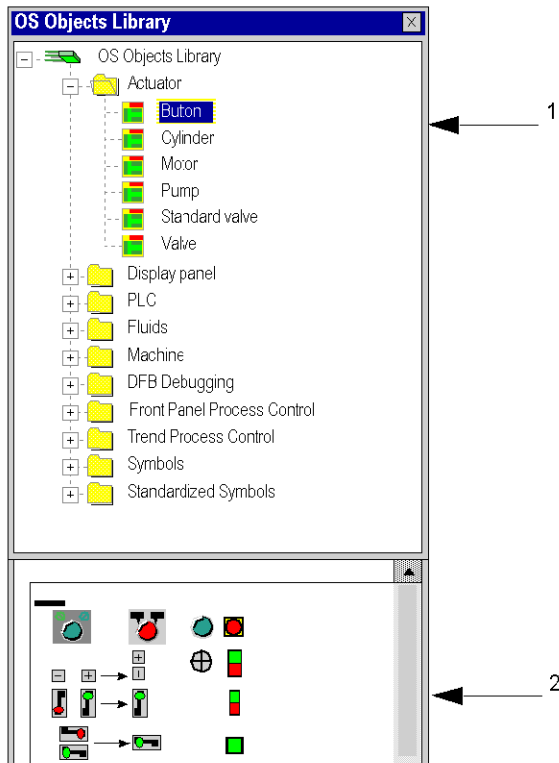 OS Objects Library
OS Objects Library
Actuator
Buton
1
Cylinder
Motor
Pump
Standard valve
Valve
Display panel
PLC
Fluids
Machine
DFB Debugging
Front Panel Process Control
Trend Process Control
Symbols
Standardized Symbols
2